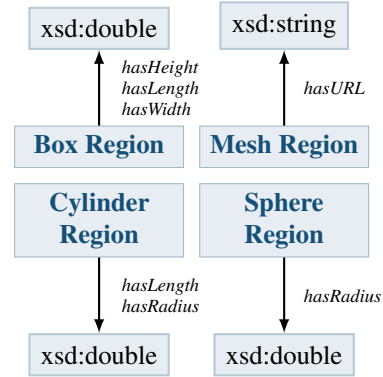 xsd:double
xsd:string
hasHeight
hasLength
hasWidth
hasURL
Box Region
Mesh Region
Cylinder
Region
Sphere
Region
hasLength
hasRadius
hasRadius
xsd:double
xsd:double